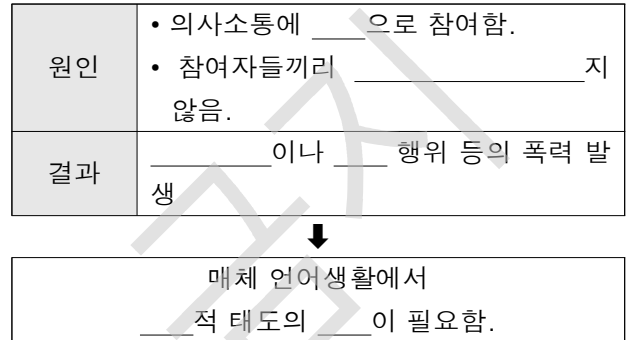 원인
• 의사소통에 ____으로 참여함.
• 참여자들끼리 _________________지
않음.
결과
_________이나 ____ 행위 등의 폭력 발
생
⬇
매체 언어생활에서
____적 태도의 ____이 필요함.